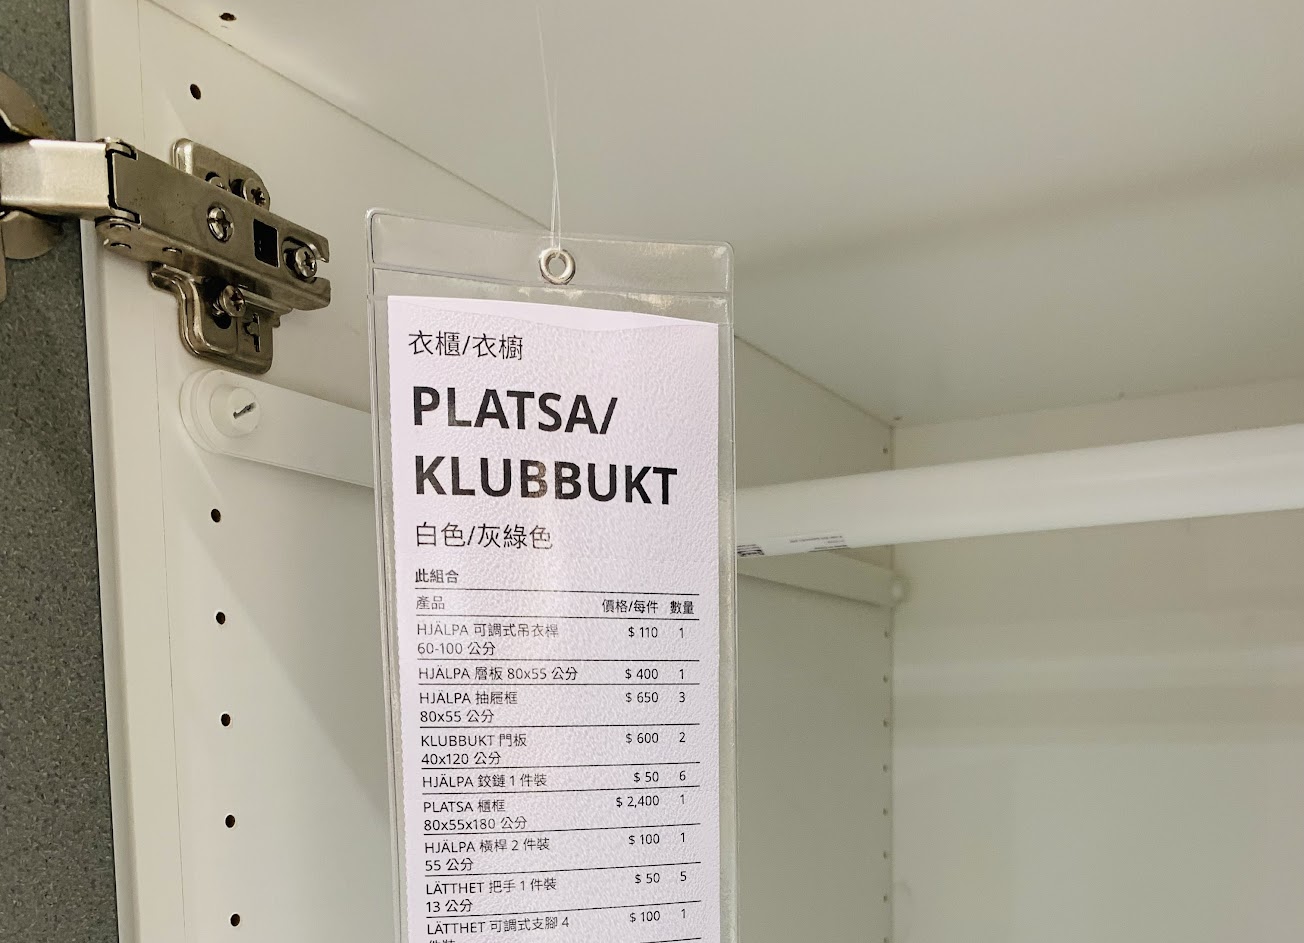 衣櫃/衣櫥
PLATSA/
KLUBBUKT
白色/灰綠色
此組合
產品 價格/每件 數量
HJÄLPA 可調式吊衣桿 $ 110 1
60-100 公分
HJÄLPA 層板 80x55 公分 $ 400 1
HJÄLPA 抽屜框 $ 650 3
80x55 公分
KLUBBUKT 門板 $ 600 2
40x120 公分
HJÄLPA 鉸鏈 1 件裝 $ 50 6
PLATSA 櫃框 $ 2,400 1
80x55x180 公分
HJÄLPA 橫桿 2 件裝 $ 100 1
55 公分
LÄTTHET 把手 1 件裝 $ 50 5
13 公分
LÄTTHET 可調式支腳 4 $ 100 1
件裝